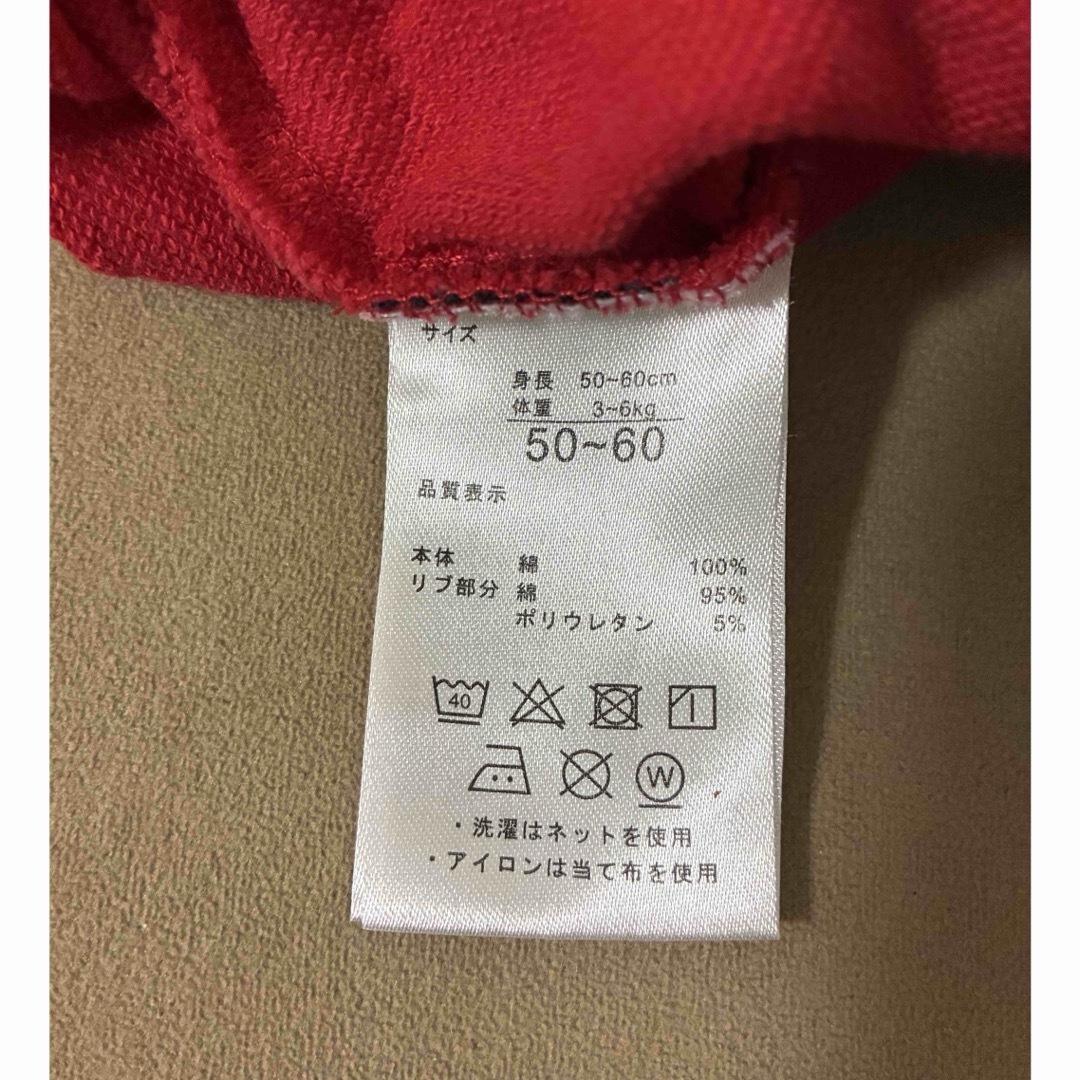 サイズ
身長 50~60cm
体重 3~6kg
50~60
品質表示
本体 綿 100%
リブ部分 綿 95%
ポリウレタン 5%
40
W
・洗濯はネットを使用
・アイロンは当て布を使用